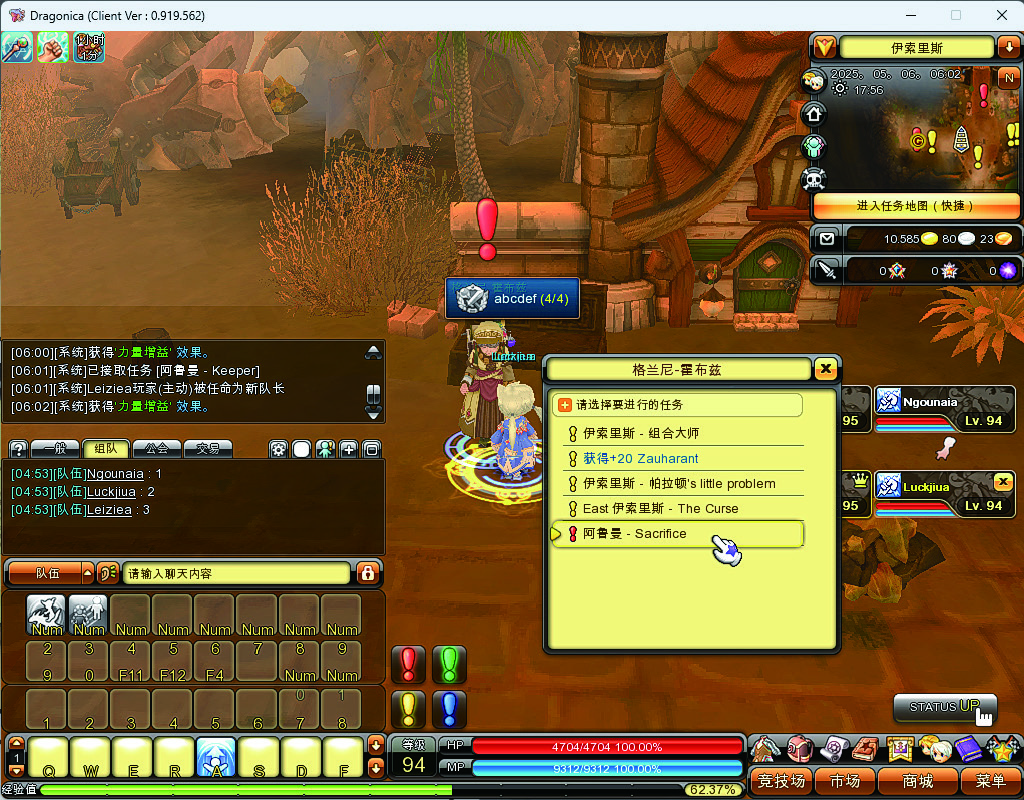 Dragonica (Client Ver : 0.919.562)
1小时
伊索里斯
2025。 05。 06。 06:02
17:56
N
进入任务地图 ( 快捷 )
10.585 80 23
0 0 0
abcdef (4/4)
Luckjiua
[06:00][系统]获得'力量增益' 效果。
[06:01][系统]已接取任务 [阿鲁曼 - Keeper]
[06:01][系统]Leiziea玩家(主动)被任命为新队长
[06:02][系统]获得'力量增益' 效果。
? 一般 组队 公会 交易
[04:53][队伍]Ngounaia : 1
[04:53][队伍]Luckjiua : 2
[04:53][队伍]Leiziea : 3
队伍 请输入聊天内容
格兰尼-霍布兹
请选择要进行的任务
伊索里斯 - 组合大师
获得+20 Zauharant
伊索里斯 - 帕拉顿's little problem
East 伊索里斯 - The Curse
阿鲁曼 - Sacrifice
95 Ngounaia
Lv. 94
95 Luckjiua
Lv. 94
Num Num Num Num Num Num Num Num
2 3 4 5 6 7 8 9
9 0 F11 F12 F4 Num Num
0 1
1 2 3 4 5 6 7 8
STATUS UP
1 Q W E R A S D F
等级 94
HP 4704/4704 100.00%
MP 9312/9312 100.00%
竞技场 市场 商城 菜单
经验值 62.37%